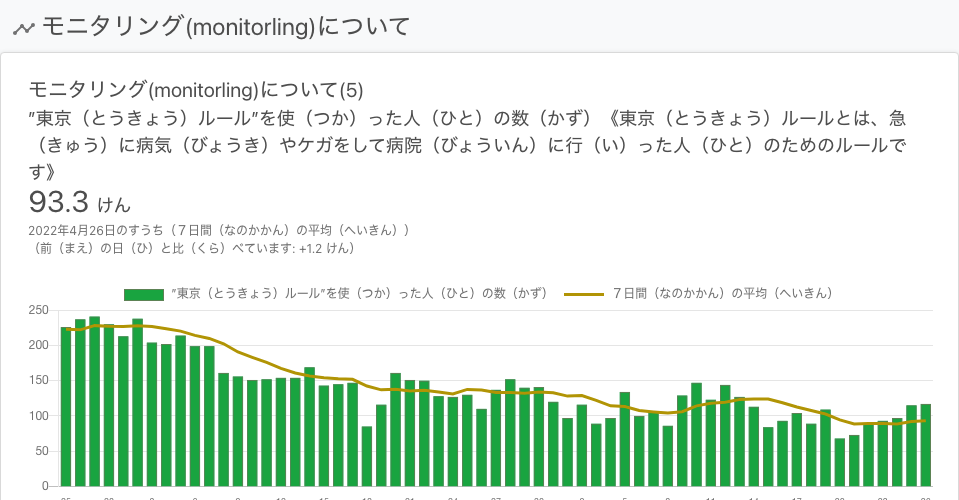 モニタリング(monitorling)について
モニタリング(monitorling)について(5)
”東京（とうきょう）ルール”を使（つか）った人（ひと）の数（かず）《東京（とうきょう）ルールとは、急
（きゅう）に病気（びょうき）やケガをして病院（びょういん）に行（い）った人（ひと）のためのルールで
す》
93.3 けん
2022年4月26日のすうち（７日間（なのかかん）の平均（へいきん））
（前（まえ）の日（ひ）と比（くら）べています: +1.2 けん）
”東京（とうきょう）ルール”を使（つか）った人（ひと）の数（かず） ７日間（なのかかん）の平均（へいきん）
250
200
150
100
50
0